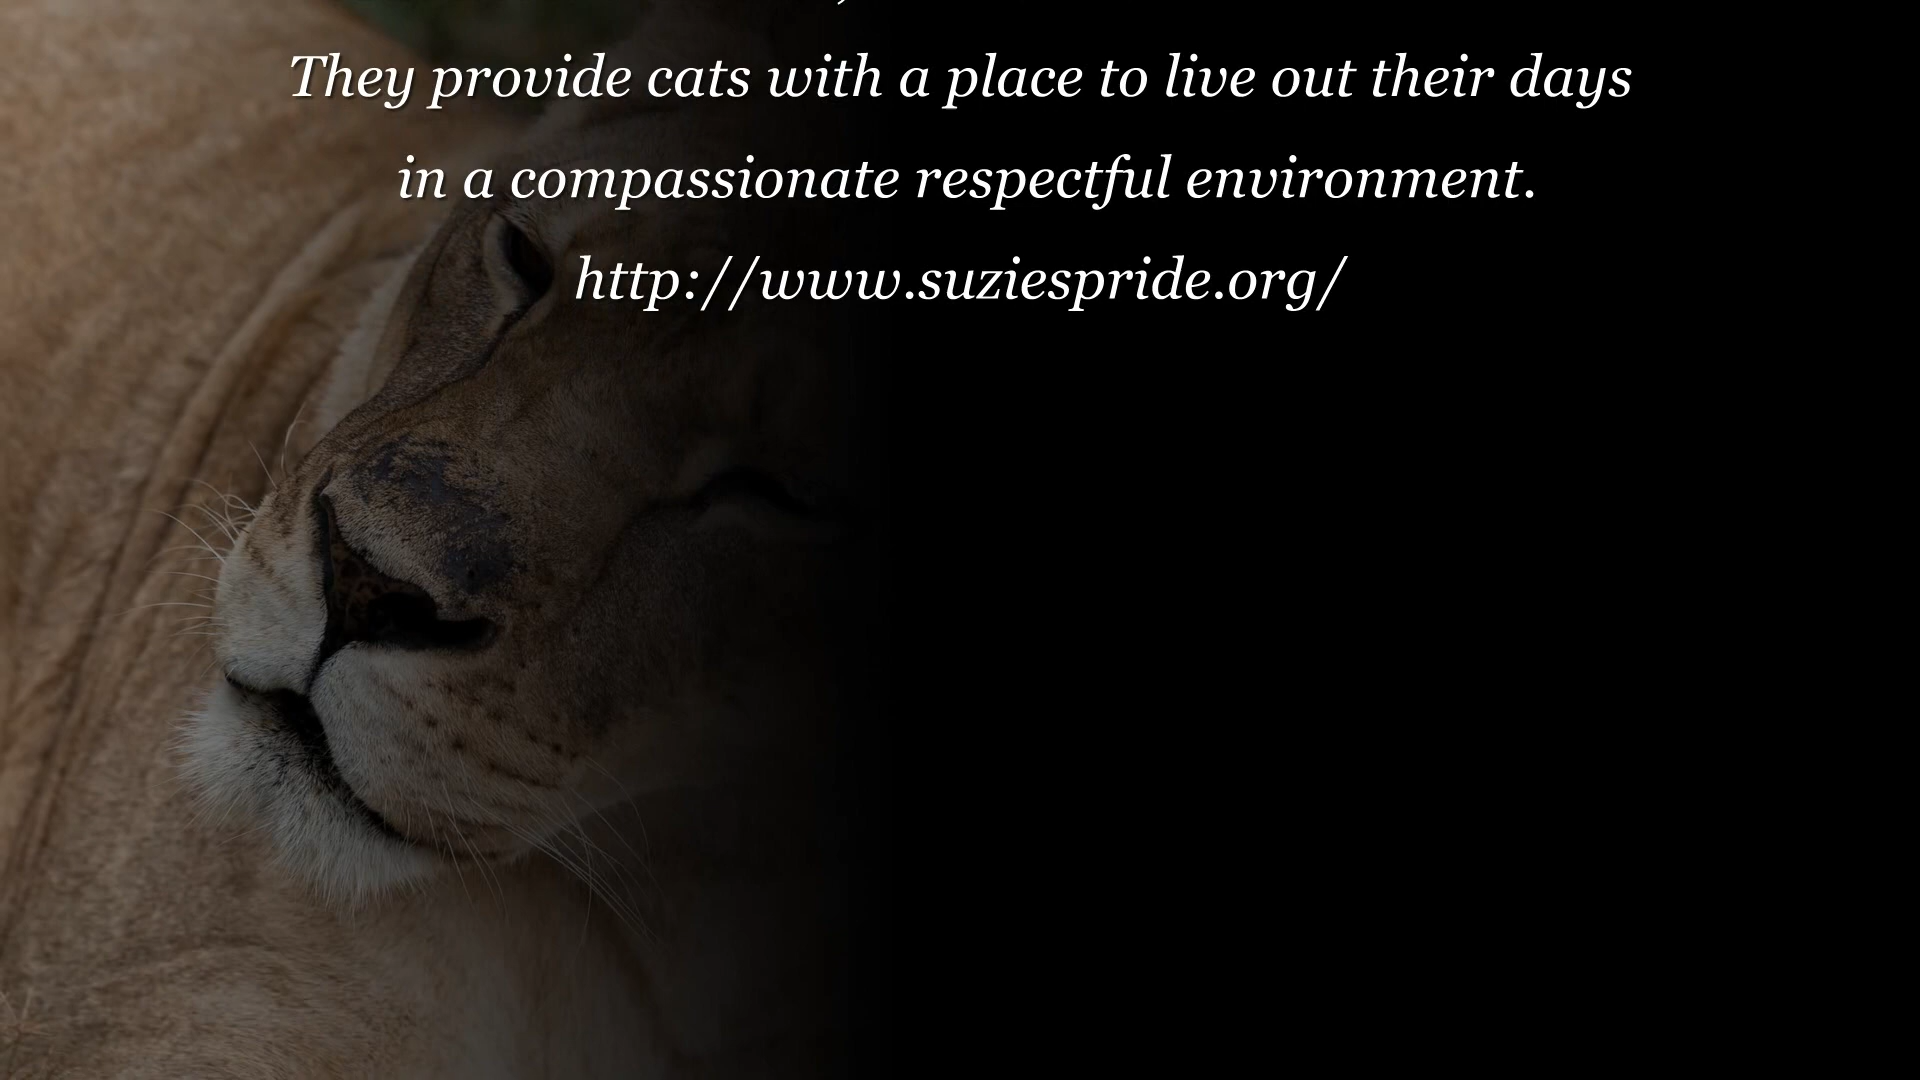 They provide cats with a place to live out their days
in a compassionate respectful environment.
http://www.suziespride.org/